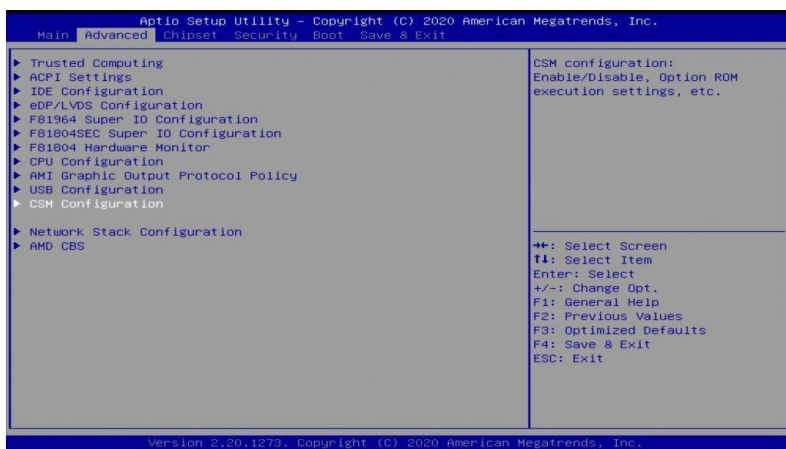 Aptio Setup Utility – Copyright (C) 2020 American Megatrends, Inc.
Main Advanced Chipset Security Boot Save & Exit
▶ Trusted Computing
▶ ACPI Settings
▶ IDE Configuration
▶ eDP/LVDS Configuration
▶ F81964 Super IO Configuration
▶ F81804SEC Super IO Configuration
▶ F81804 Hardware Monitor
▶ CPU Configuration
▶ AMI Graphic Output Protocol Policy
▶ USB Configuration
▶ CSM Configuration
▶ Network Stack Configuration
▶ AMD CBS
CSM configuration:
Enable/Disable, Option ROM
execution settings, etc.
→←: Select Screen
↑↓: Select Item
Enter: Select
+/-: Change Opt.
F1: General Help
F2: Previous Values
F3: Optimized Defaults
F4: Save & Exit
ESC: Exit
Version 2.20.1273. Copyright (C) 2020 American Megatrends, Inc.